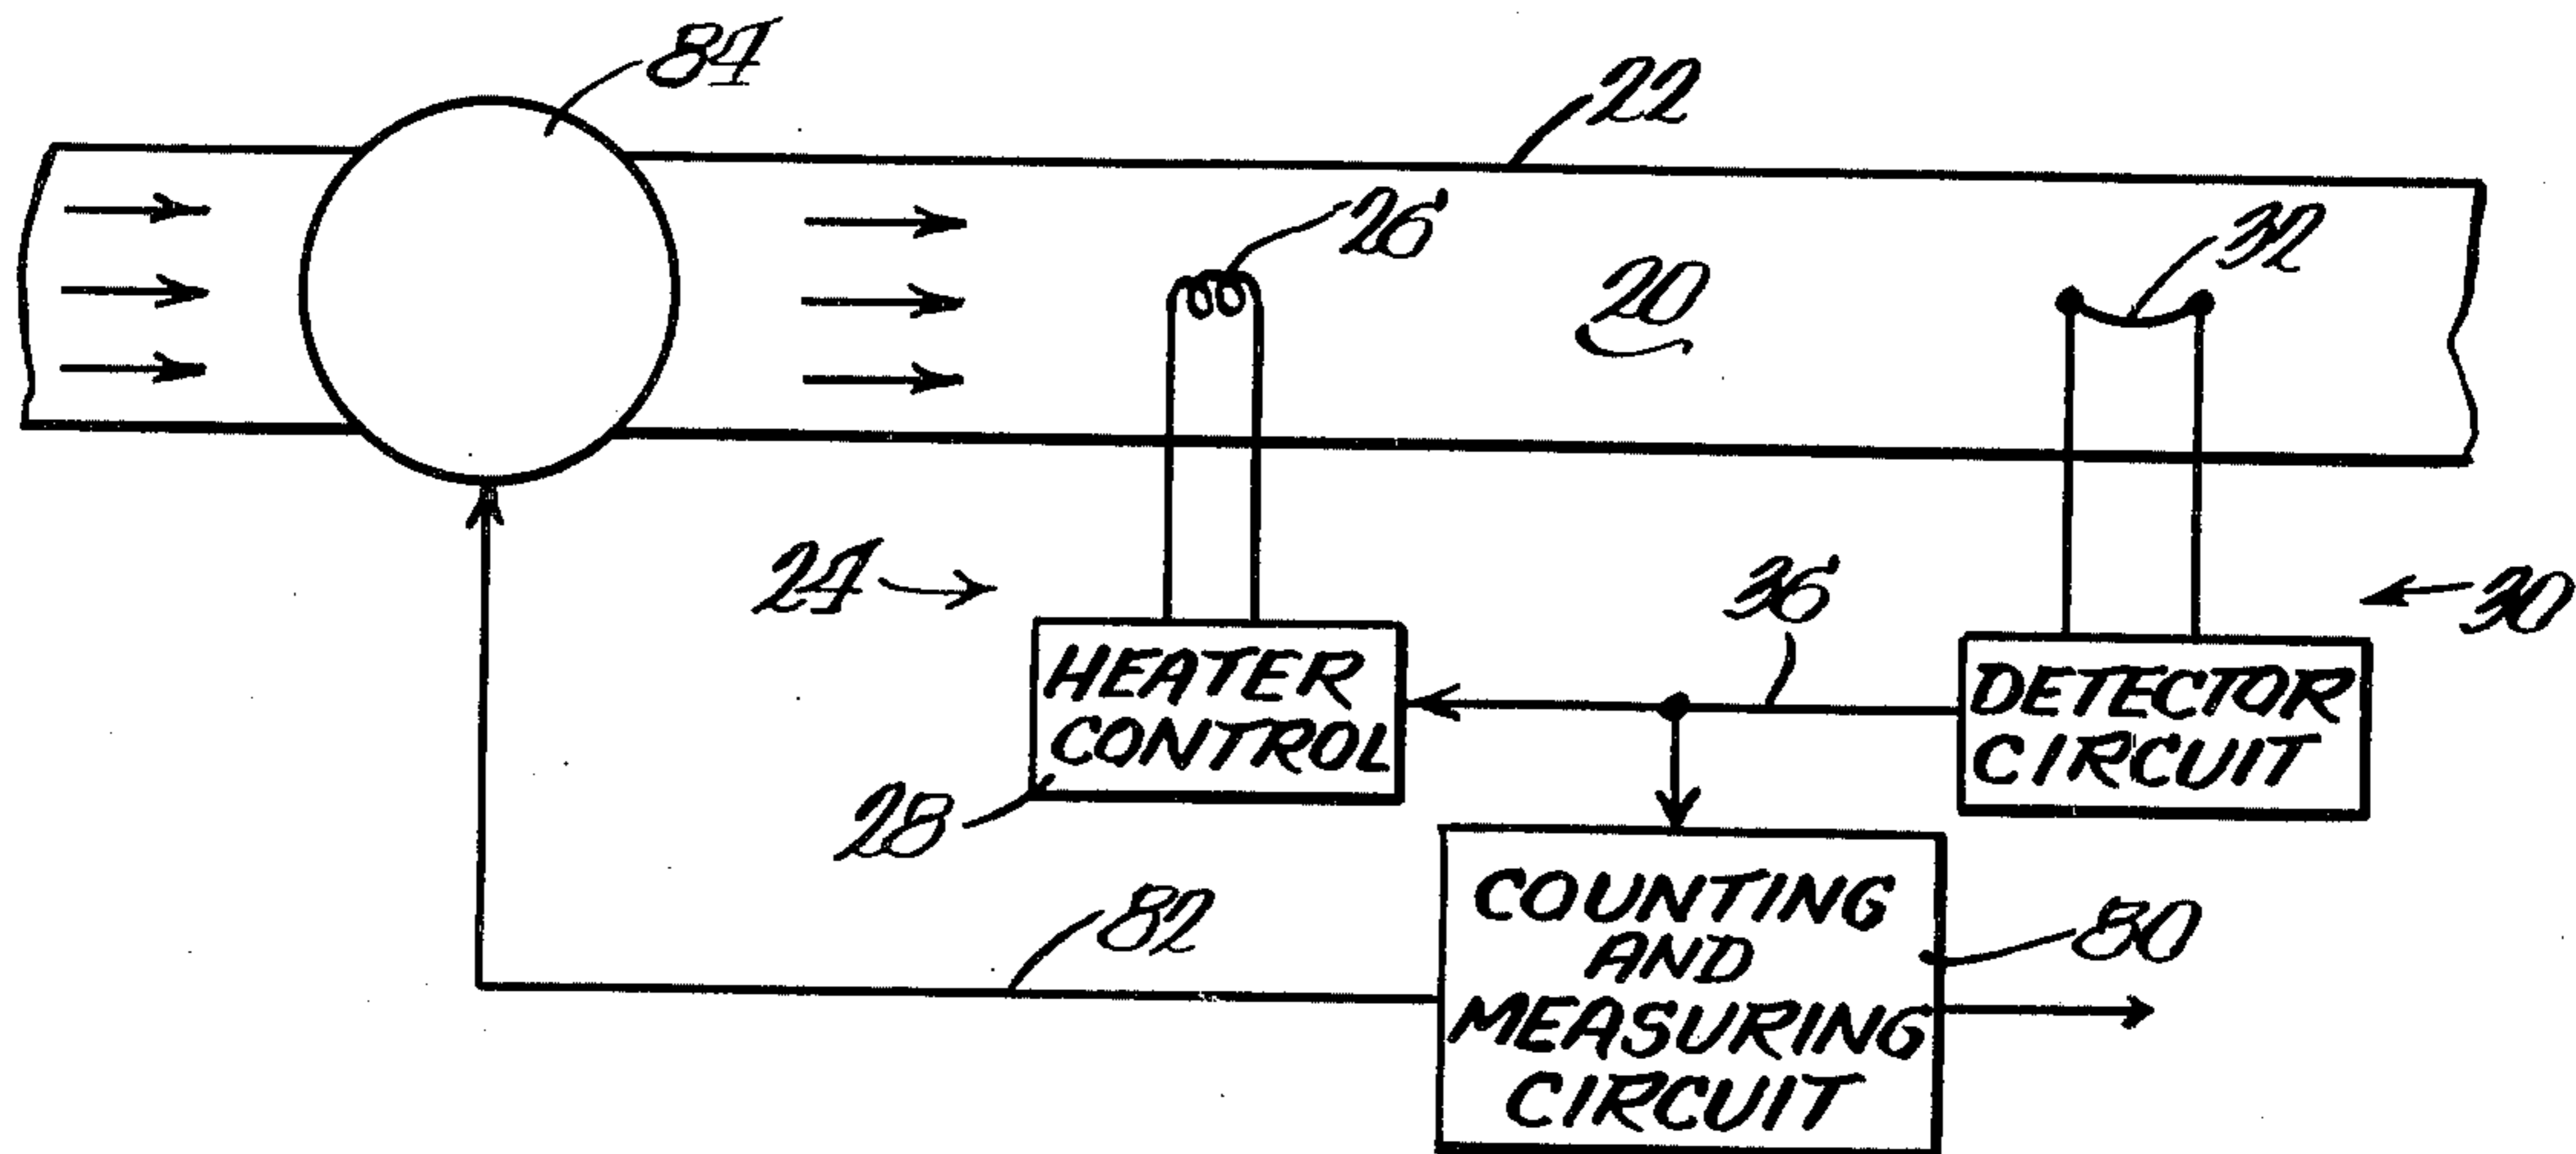 84
22
26
20
32
24
36
30
HEATER
CONTROL
DETECTOR
CIRCUIT
28
82
COUNTING
AND
MEASURING
CIRCUIT
80